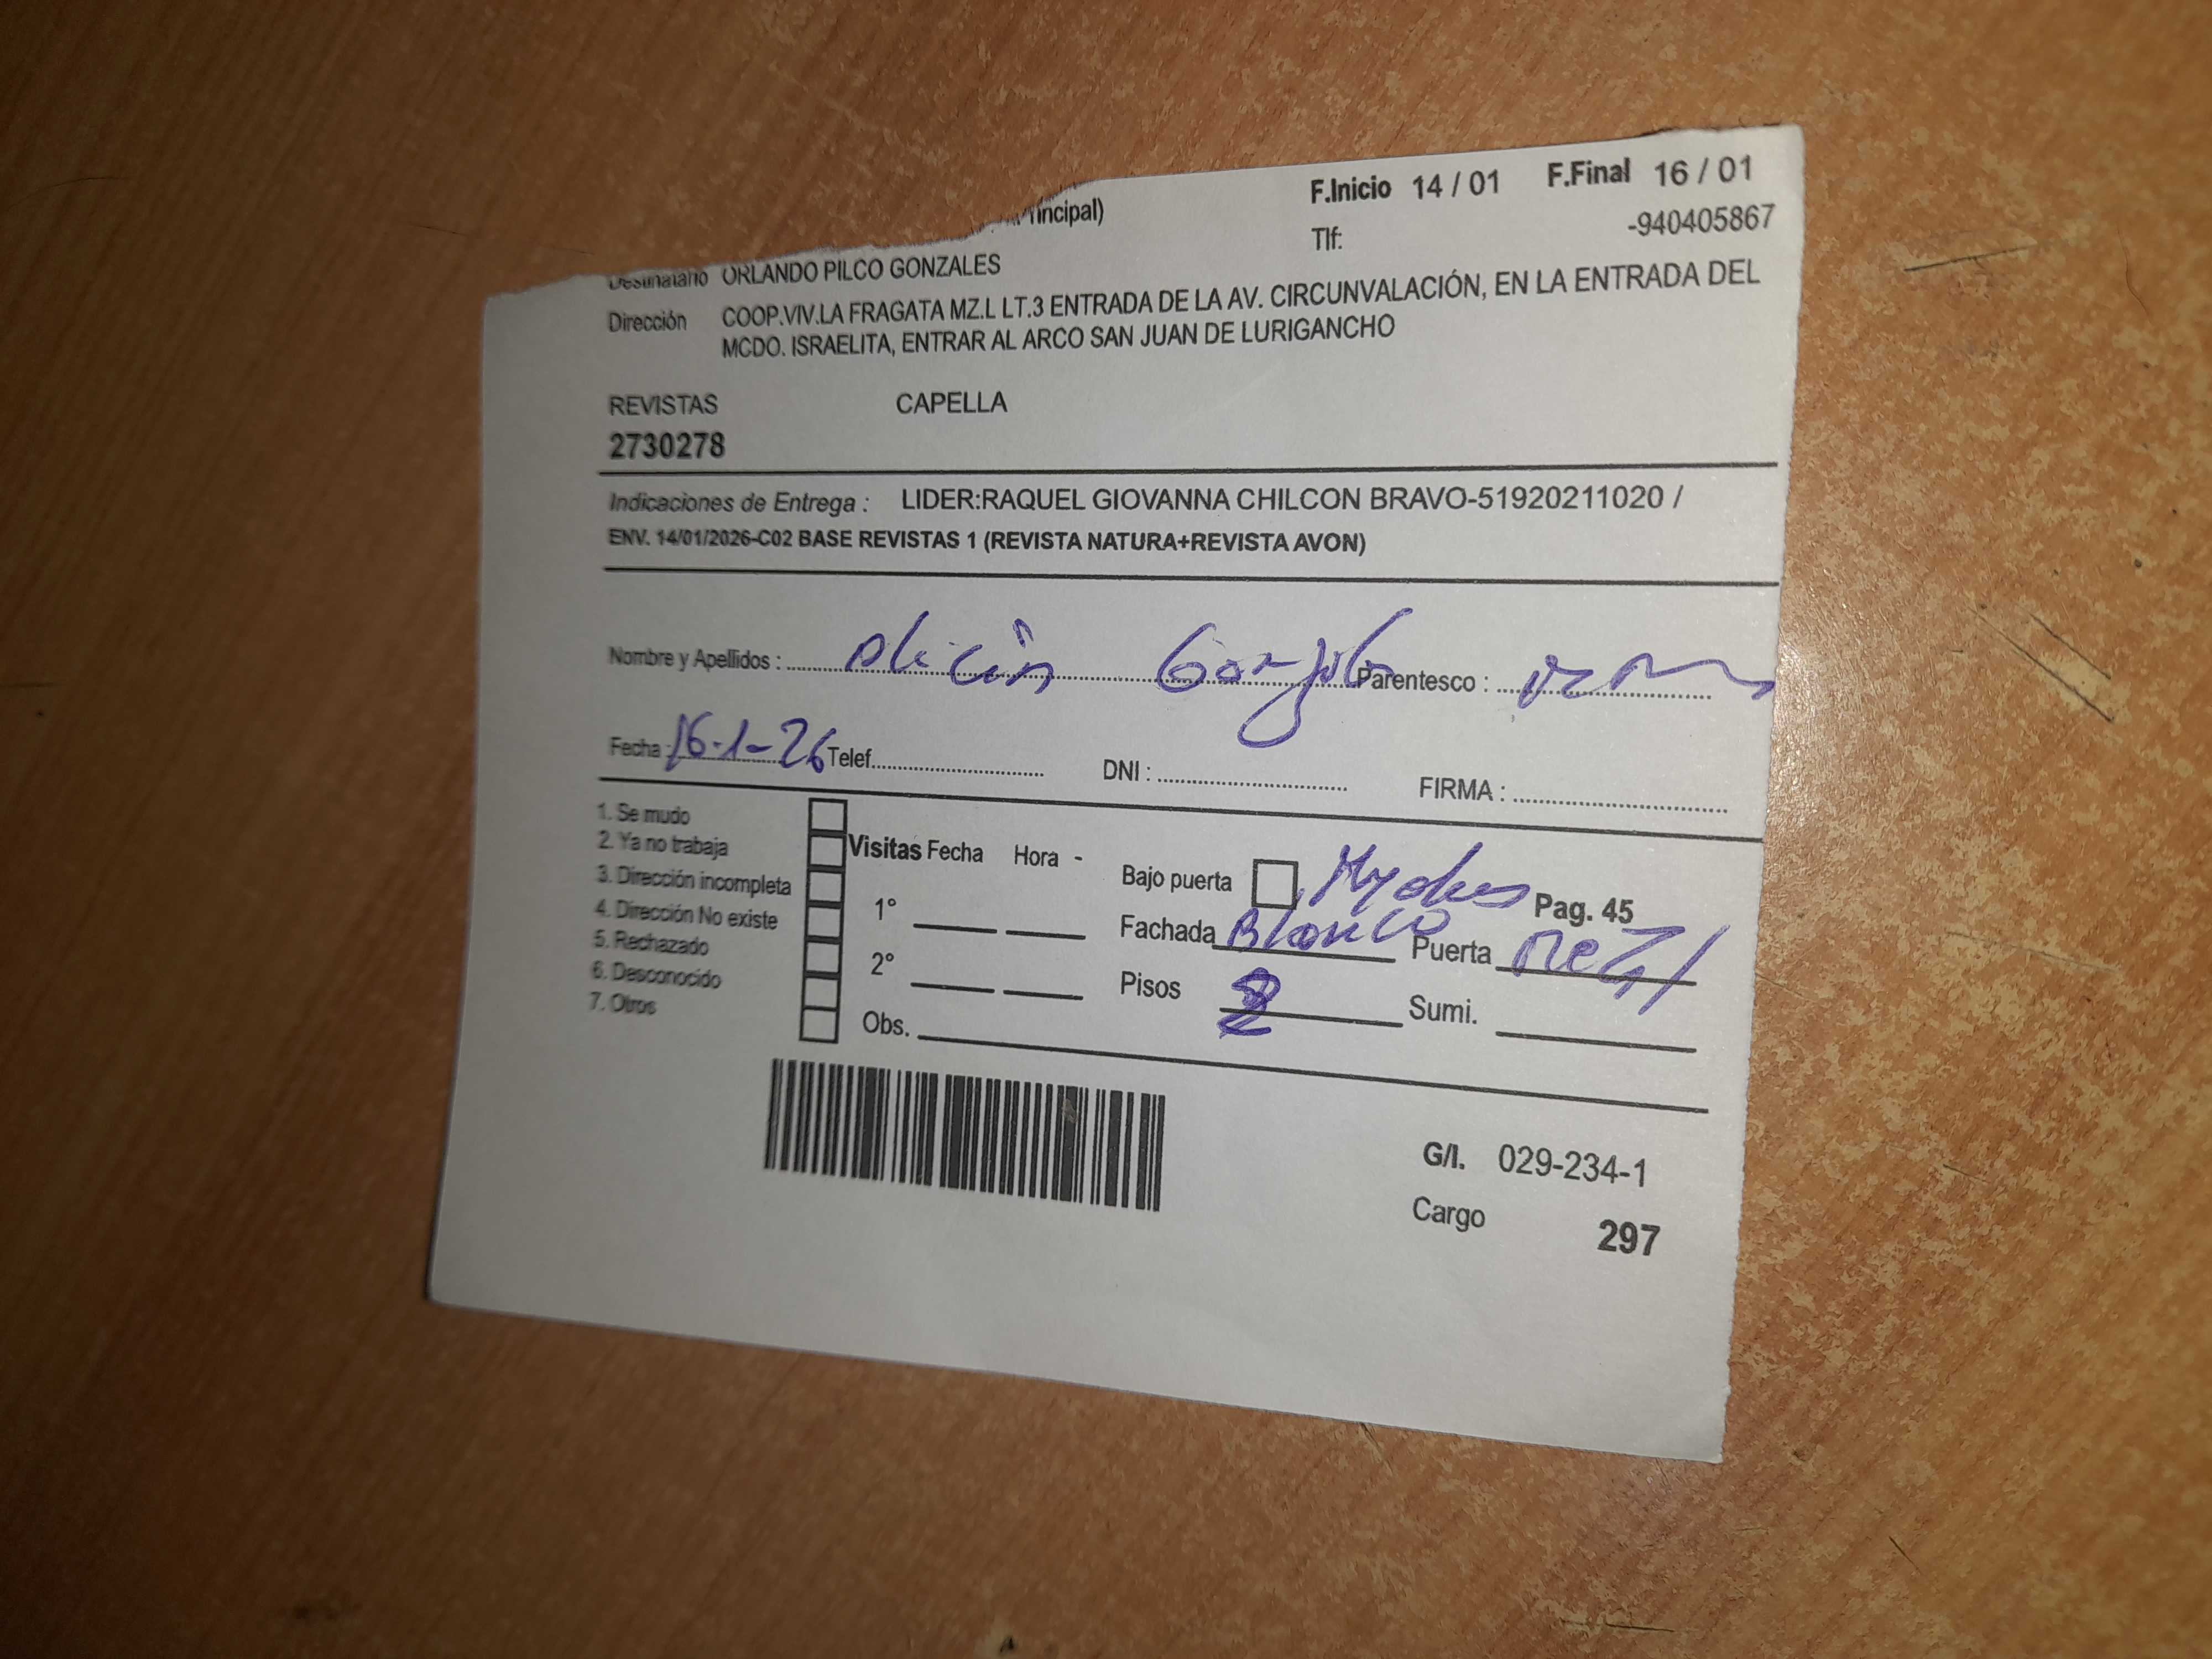 F.Inicio 14 / 01 F.Final 16 / 01
Tlf: -940405867
Destinatario ORLANDO PILCO GONZALES
Dirección COOP.VIV.LA FRAGATA MZ.L LT.3 ENTRADA DE LA AV. CIRCUNVALACIÓN, EN LA ENTRADA DEL
MCDO. ISRAELITA, ENTRAR AL ARCO SAN JUAN DE LURIGANCHO
REVISTAS CAPELLA
2730278
Indicaciones de Entrega : LIDER:RAQUEL GIOVANNA CHILCON BRAVO-51920211020 /
ENV. 14/01/2026-C02 BASE REVISTAS 1 (REVISTA NATURA+REVISTA AVON)
Nombre y Apellidos : Parentesco :
Fecha : 16-1-26 Telef. DNI : FIRMA :
1. Se mudo
2. Ya no trabaja
3. Dirección incompleta
4. Dirección No existe
5. Rechazado
6. Desconocido
7. Otros
Visitas Fecha Hora -
1°
2°
Obs.
Bajo puerta Pag. 45
Fachada Blanco Puerta
Pisos 2 Sumi.
G/I. 029-234-1
Cargo 297